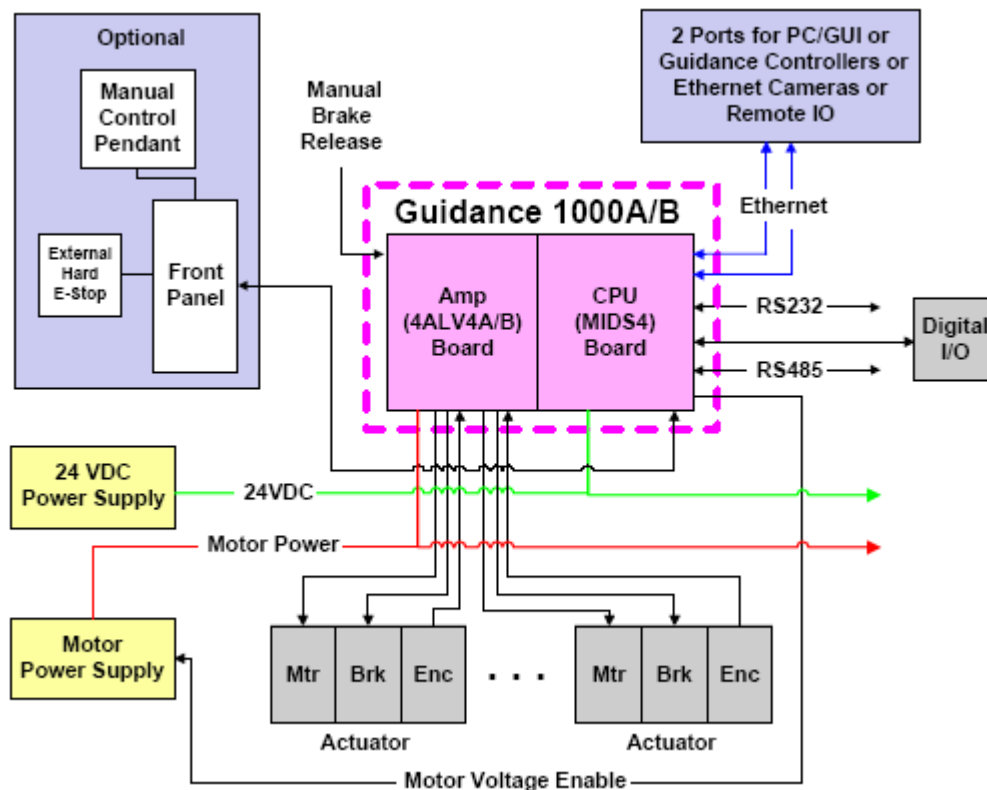 Optional
Manual
Control
Pendant
External
Hard
E-Stop
Front
Panel
Manual
Brake
Release
2 Ports for PC/GUI or
Guidance Controllers or
Ethernet Cameras or
Remote IO
Ethernet
Guidance 1000A/B
Amp
(4ALV4A/B)
Board
CPU
(MIDS4)
Board
RS232
RS485
Digital
I/O
24 VDC
Power Supply
24VDC
Motor Power
Motor
Power Supply
Mtr
Brk
Enc
. . .
Mtr
Brk
Enc
Actuator
Actuator
Motor Voltage Enable